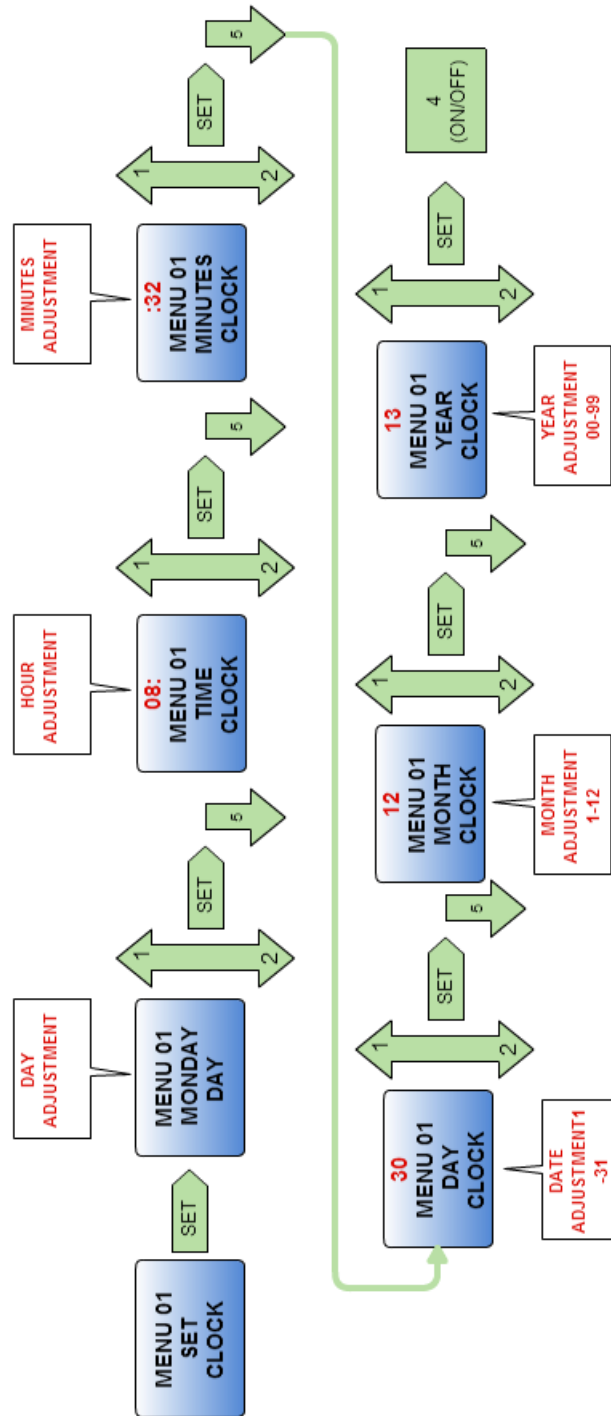 MENU 01
SET
CLOCK
SET
DAY
ADJUSTMENT
MENU 01
MONDAY
DAY
1
2
SET
5
HOUR
ADJUSTMENT
08:
MENU 01
TIME
CLOCK
1
2
SET
5
MINUTES
ADJUSTMENT
:32
MENU 01
MINUTES
CLOCK
1
2
SET
5
30
MENU 01
DAY
CLOCK
DATE
ADJUSTMENT1
-31
1
2
SET
5
12
MENU 01
MONTH
CLOCK
MONTH
ADJUSTMENT
1-12
1
2
SET
5
13
MENU 01
YEAR
CLOCK
YEAR
ADJUSTMENT
00-99
1
2
SET
4
(ON/OFF)